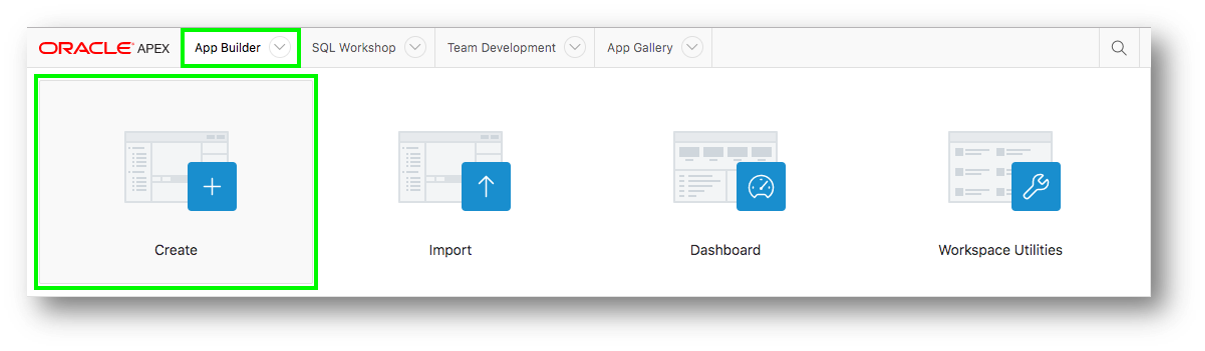 ORACLE APEX App Builder SQL Workshop Team Development App Gallery
Create Import Dashboard Workspace Utilities